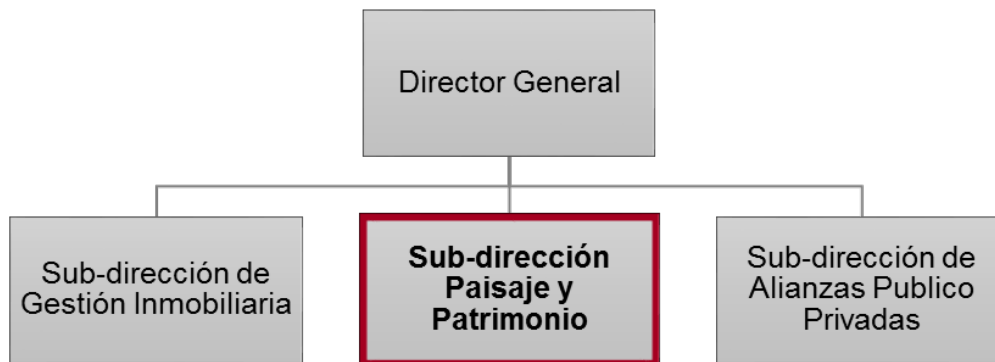 Director General
Sub-dirección de
Gestión Inmobiliaria
Sub-dirección
Paisaje y
Patrimonio
Sub-dirección de
Alianzas Publico
Privadas